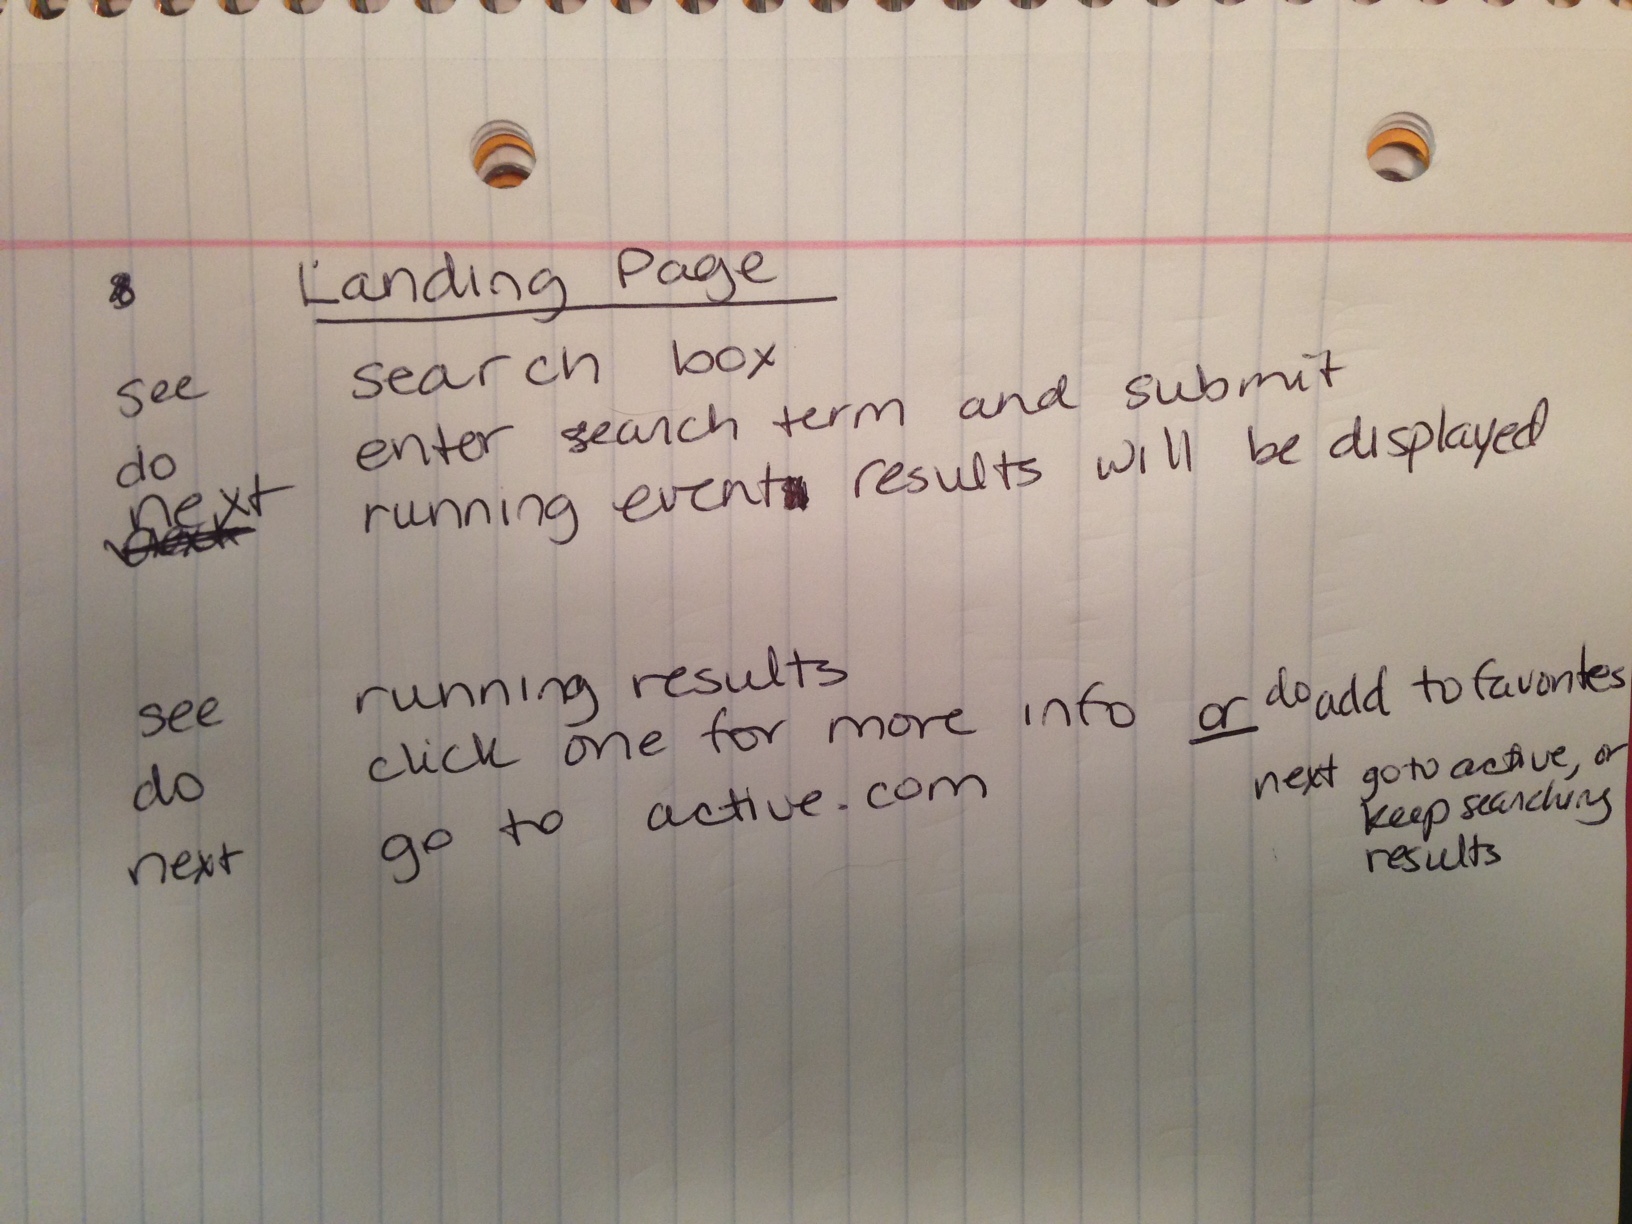 Landing Page
see search box
do enter search term and submit
next running event results will be displayed
see running results
do click one for more info or do add to favorites
next go to active.com
next go to active, or
keep searching
results